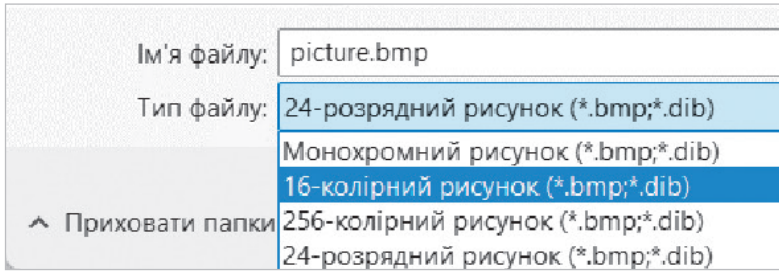 Ім'я файлу: picture.bmp
Тип файлу: 24-розрядний рисунок (*.bmp;*.dib)
Монохромний рисунок (*.bmp;*.dib)
16-колірний рисунок (*.bmp;*.dib)
Приховати папки 256-колірний рисунок (*.bmp;*.dib)
24-розрядний рисунок (*.bmp;*.dib)